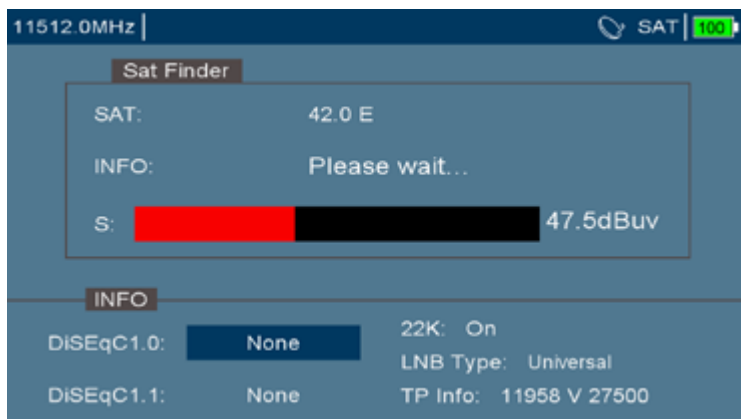 11512.0MHz SAT 100
Sat Finder
SAT: 42.0 E
INFO: Please wait...
S: 47.5dBuv
INFO
DiSEqC1.0: None 22K: On
LNB Type: Universal
DiSEqC1.1: None TP Info: 11958 V 27500